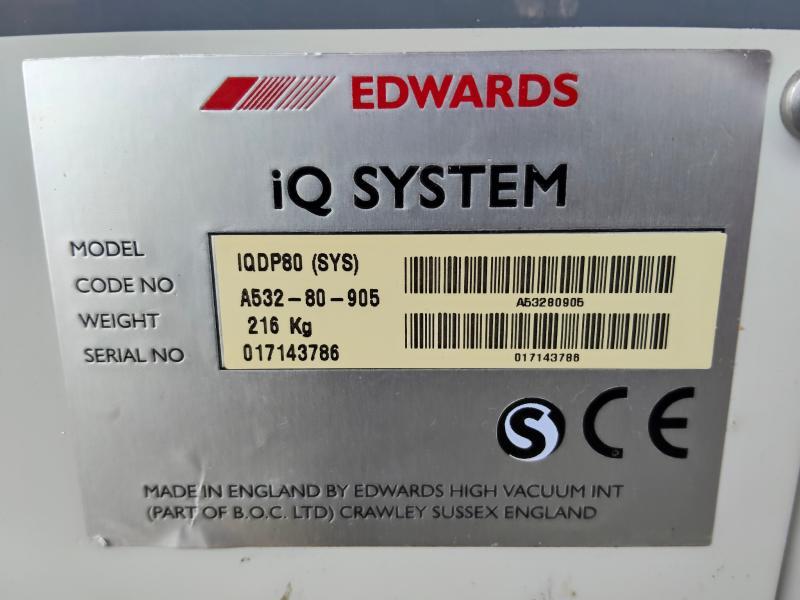 EDWARDS
iQ SYSTEM
MODEL IQDP80 (SYS)
CODE NO A532-80-905
A53280905
WEIGHT 216 Kg
SERIAL NO 017143786
017143786
S CE
MADE IN ENGLAND BY EDWARDS HIGH VACUUM INT
(PART OF B.O.C. LTD) CRAWLEY SUSSEX ENGLAND